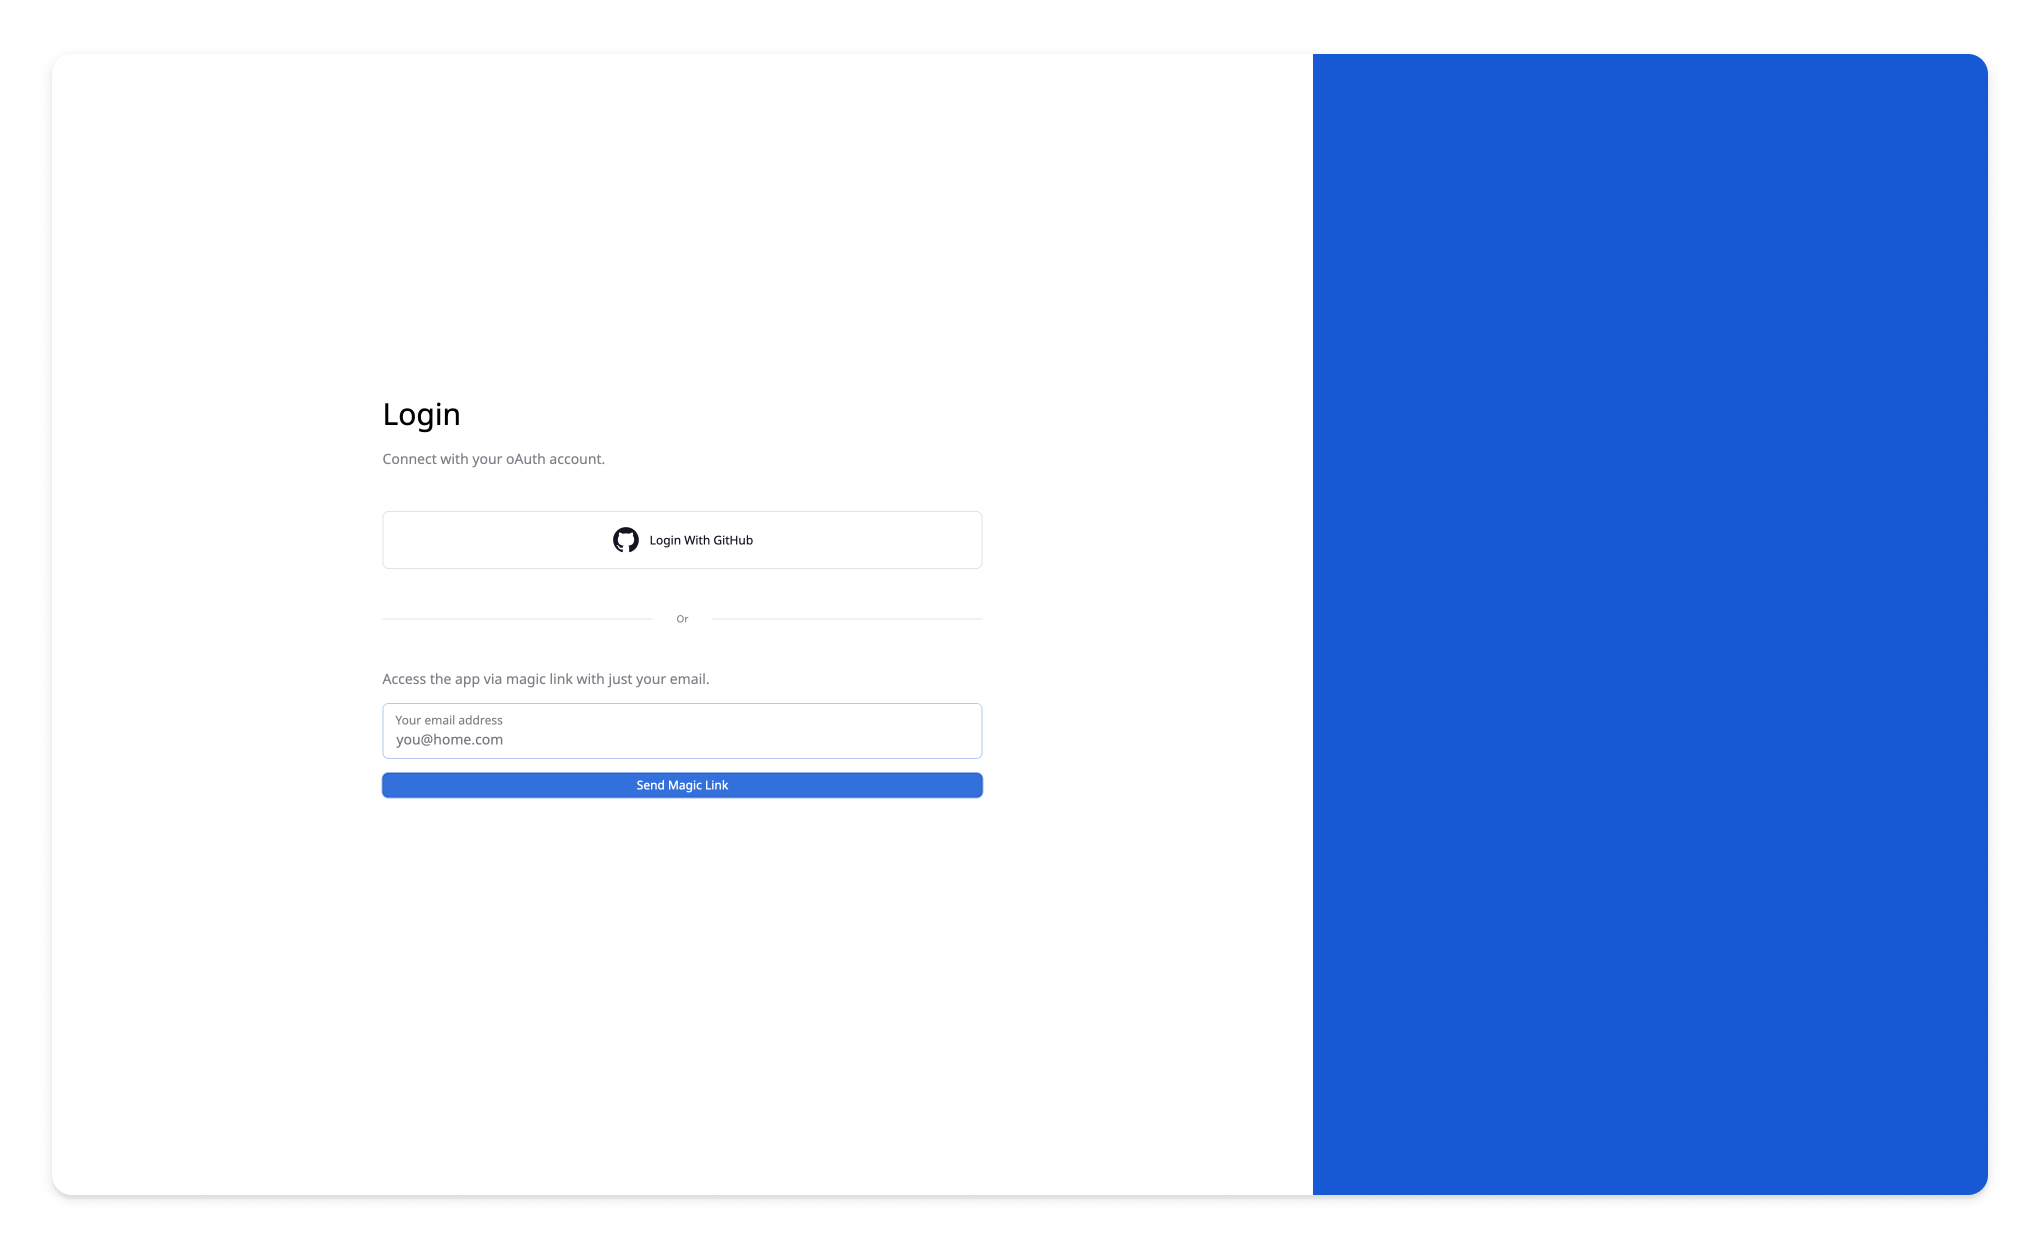 Login
Connect with your oAuth account.
Login With GitHub
Or
Access the app via magic link with just your email.
Your email address
you@home.com
Send Magic Link